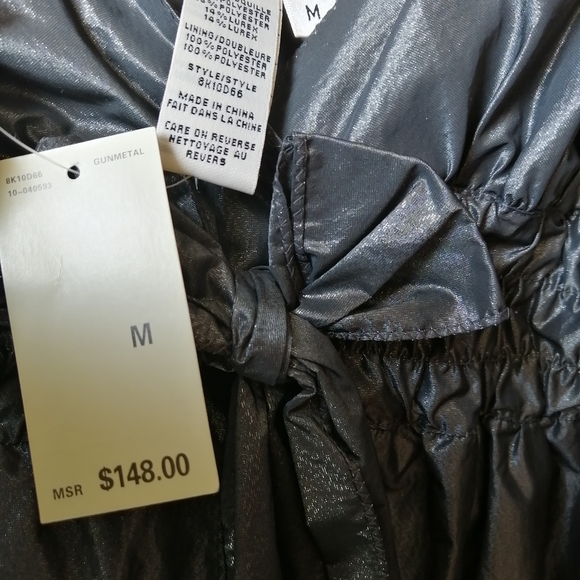 POLYESTER
14% LUREX
LINING/DOUBLEURE
100% POLYESTER
100% POLYESTER
STYLE/STYLE
8K10D66
MADE IN CHINA
FAIT DANS LA CHINE
CARE ON REVERSE
NETTOYAGE AU
REVERS
M
8K10D66 GUNMETAL
10-040593
M
MSR $148.00